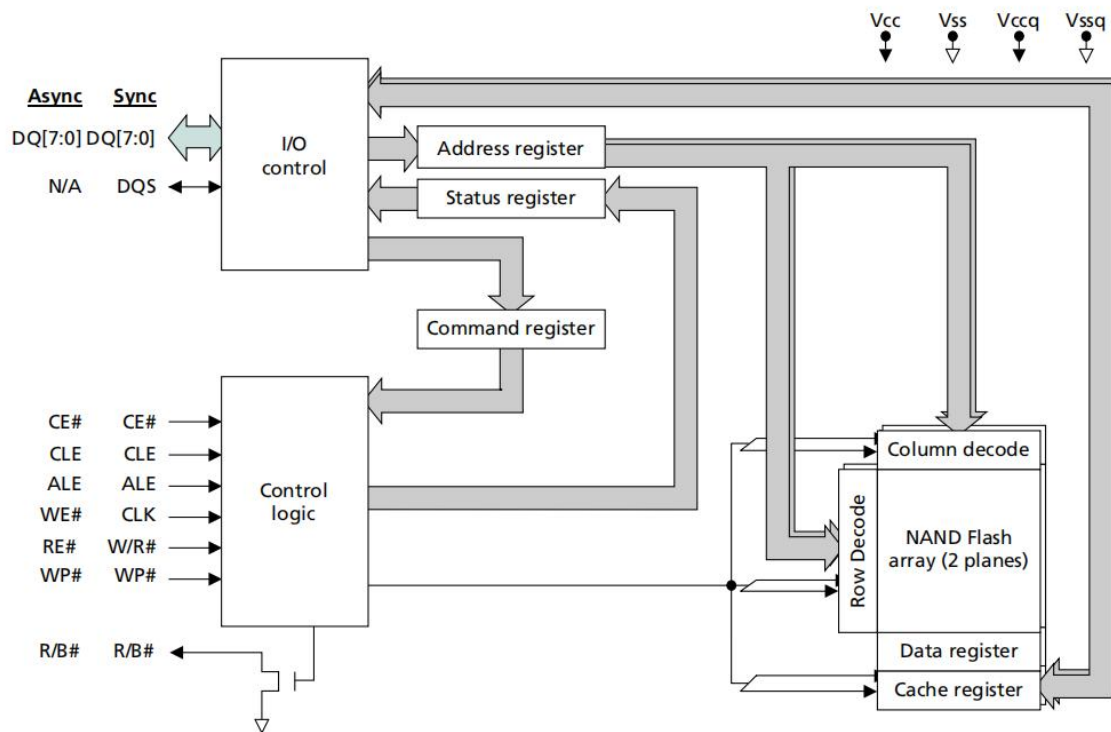 Vcc Vss Vccq Vssq
Async Sync
DQ[7:0] DQ[7:0]
N/A DQS
I/O
control
Address register
Status register
Command register
CE# CE#
CLE CLE
ALE ALE
WE# CLK
RE# W/R#
WP# WP#
R/B# R/B#
Control
logic
Column decode
Row Decode
NAND Flash
array (2 planes)
Data register
Cache register